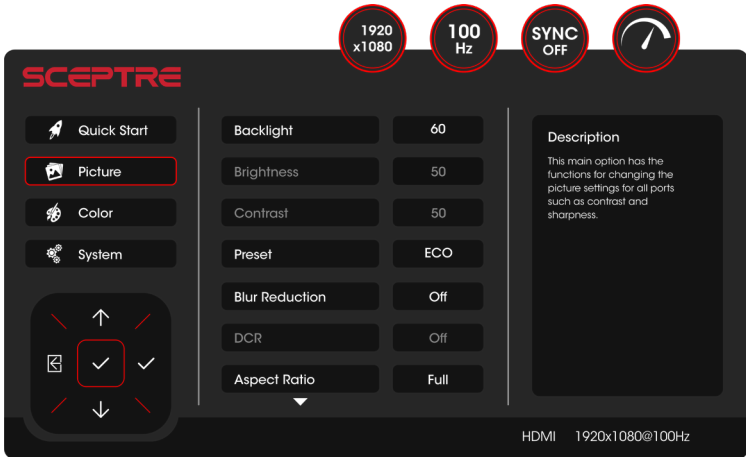 1920
x1080
100
Hz
SYNC
OFF
SCEPTRE
Quick Start
Picture
Color
System
Backlight 60
Brightness 50
Contrast 50
Preset ECO
Blur Reduction Off
DCR Off
Aspect Ratio Full
Description
This main option has the
functions for changing the
picture settings for all ports
such as contrast and
sharpness.
HDMI 1920x1080@100Hz